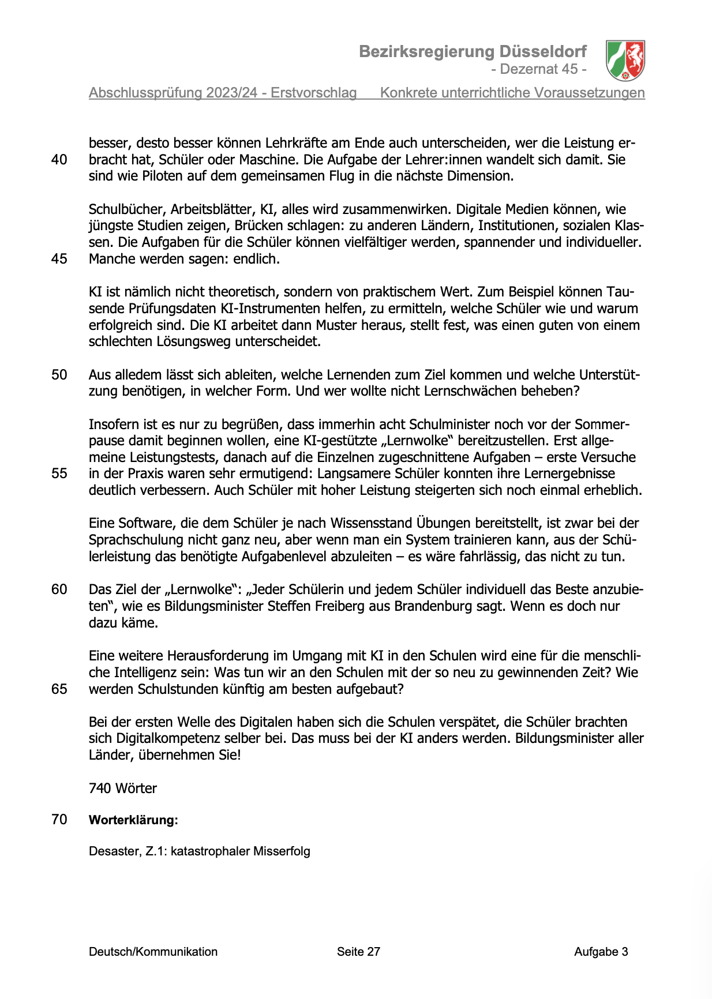 Bezirksregierung Düsseldorf
- Dezernat 45 -
Abschlussprüfung 2023/24 - Erstvorschlag Konkrete unterrichtliche Voraussetzungen
besser, desto besser können Lehrkräfte am Ende auch unterscheiden, wer die Leistung er-
40 bracht hat, Schüler oder Maschine. Die Aufgabe der Lehrer:innen wandelt sich damit. Sie
sind wie Piloten auf dem gemeinsamen Flug in die nächste Dimension.
Schulbücher, Arbeitsblätter, KI, alles wird zusammenwirken. Digitale Medien können, wie
jüngste Studien zeigen, Brücken schlagen: zu anderen Ländern, Institutionen, sozialen Klas-
sen. Die Aufgaben für die Schüler können vielfältiger werden, spannender und individueller.
45 Manche werden sagen: endlich.
KI ist nämlich nicht theoretisch, sondern von praktischem Wert. Zum Beispiel können Tau-
sende Prüfungsdaten KI-Instrumenten helfen, zu ermitteln, welche Schüler wie und warum
erfolgreich sind. Die KI arbeitet dann Muster heraus, stellt fest, was einen guten von einem
schlechten Lösungsweg unterscheidet.
50 Aus alledem lässt sich ableiten, welche Lernenden zum Ziel kommen und welche Unterstüt-
zung benötigen, in welcher Form. Und wer wollte nicht Lernschwächen beheben?
Insofern ist es nur zu begrüßen, dass immerhin acht Schulminister noch vor der Sommer-
pause damit beginnen wollen, eine KI-gestützte „Lernwolke“ bereitzustellen. Erst allge-
meine Leistungstests, danach auf die Einzelnen zugeschnittene Aufgaben – erste Versuche
55 in der Praxis waren sehr ermutigend: Langsamere Schüler konnten ihre Lernergebnisse
deutlich verbessern. Auch Schüler mit hoher Leistung steigerten sich noch einmal erheblich.
Eine Software, die dem Schüler je nach Wissensstand Übungen bereitstellt, ist zwar bei der
Sprachschulung nicht ganz neu, aber wenn man ein System trainieren kann, aus der Schü-
lerleistung das benötigte Aufgabenlevel abzuleiten – es wäre fahrlässig, das nicht zu tun.
60 Das Ziel der „Lernwolke“: „Jeder Schülerin und jedem Schüler individuell das Beste anzubie-
ten“, wie es Bildungsminister Steffen Freiberg aus Brandenburg sagt. Wenn es doch nur
dazu käme.
Eine weitere Herausforderung im Umgang mit KI in den Schulen wird eine für die menschli-
che Intelligenz sein: Was tun wir an den Schulen mit der so neu zu gewinnenden Zeit? Wie
65 werden Schulstunden künftig am besten aufgebaut?
Bei der ersten Welle des Digitalen haben sich die Schulen verspätet, die Schüler brachten
sich Digitalkompetenz selber bei. Das muss bei der KI anders werden. Bildungsminister aller
Länder, übernehmen Sie!
740 Wörter
70 Worterklärung:
Desaster, Z.1: katastrophaler Misserfolg
Deutsch/Kommunikation Seite 27 Aufgabe 3